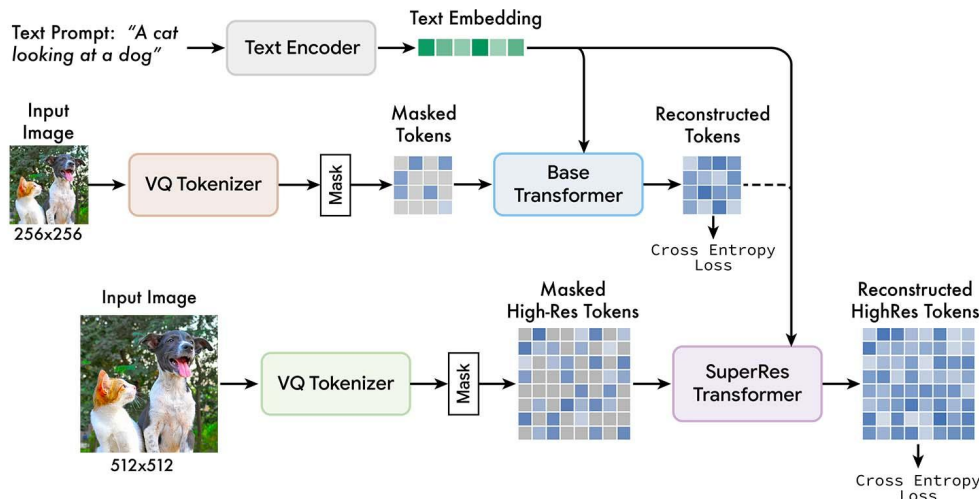 Text Prompt: “A cat
looking at a dog”
Text Encoder
Text Embedding
Input
Image
256x256
VQ Tokenizer
Mask
Masked
Tokens
Base
Transformer
Reconstructed
Tokens
Cross Entropy
Loss
Input Image
512x512
VQ Tokenizer
Mask
Masked
High-Res Tokens
SuperRes
Transformer
Reconstructed
HighRes Tokens
Cross Entropy
Loss